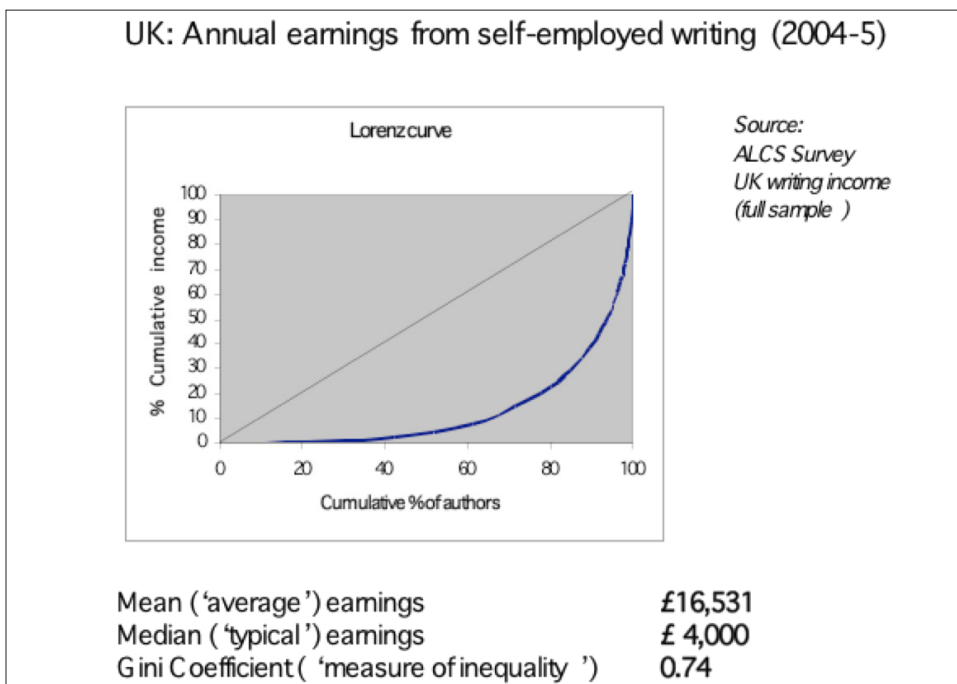 UK: Annual earnings from self-employed writing (2004-5)
Lorenz curve
Source:
ALCS Survey
UK writing income
(full sample )
% Cumulative income
100
90
80
70
60
50
40
30
20
10
0
0 20 40 60 80 100
Cumulative % of authors
Mean ( ‘average ’) earnings £16,531
Median ( ‘typical ’) earnings £ 4,000
Gini Coefficient ( ‘measure of inequality ’) 0.74